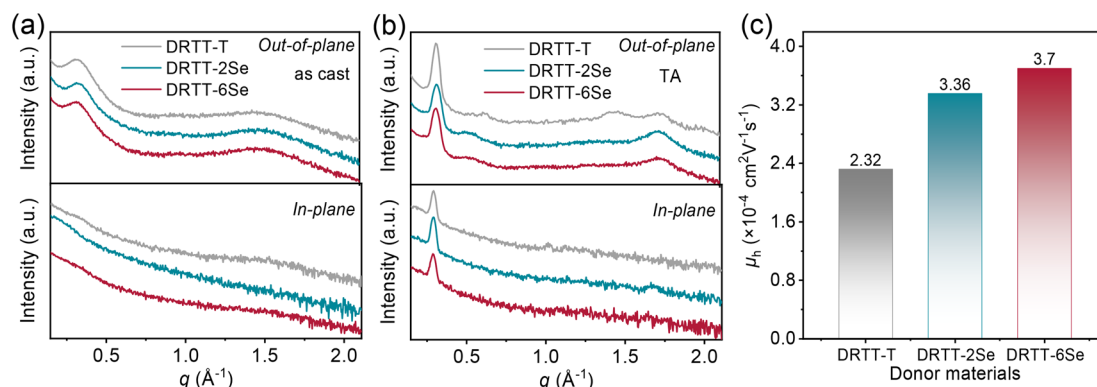 (a)
DRTT-T
DRTT-2Se
DRTT-6Se
Out-of-plane
as cast
Intensity (a.u.)
In-plane
Intensity (a.u.)
0.5 1.0 1.5 2.0
q (Å⁻¹)
(b)
DRTT-T
DRTT-2Se
DRTT-6Se
Out-of-plane
TA
Intensity (a.u.)
In-plane
Intensity (a.u.)
0.5 1.0 1.5 2.0
q (Å⁻¹)
(c)
μh (×10⁻⁴ cm²V⁻¹s⁻¹)
4.0
3.2
2.4
1.6
0.8
0.0
2.32
3.36
3.7
DRTT-T DRTT-2Se DRTT-6Se
Donor materials